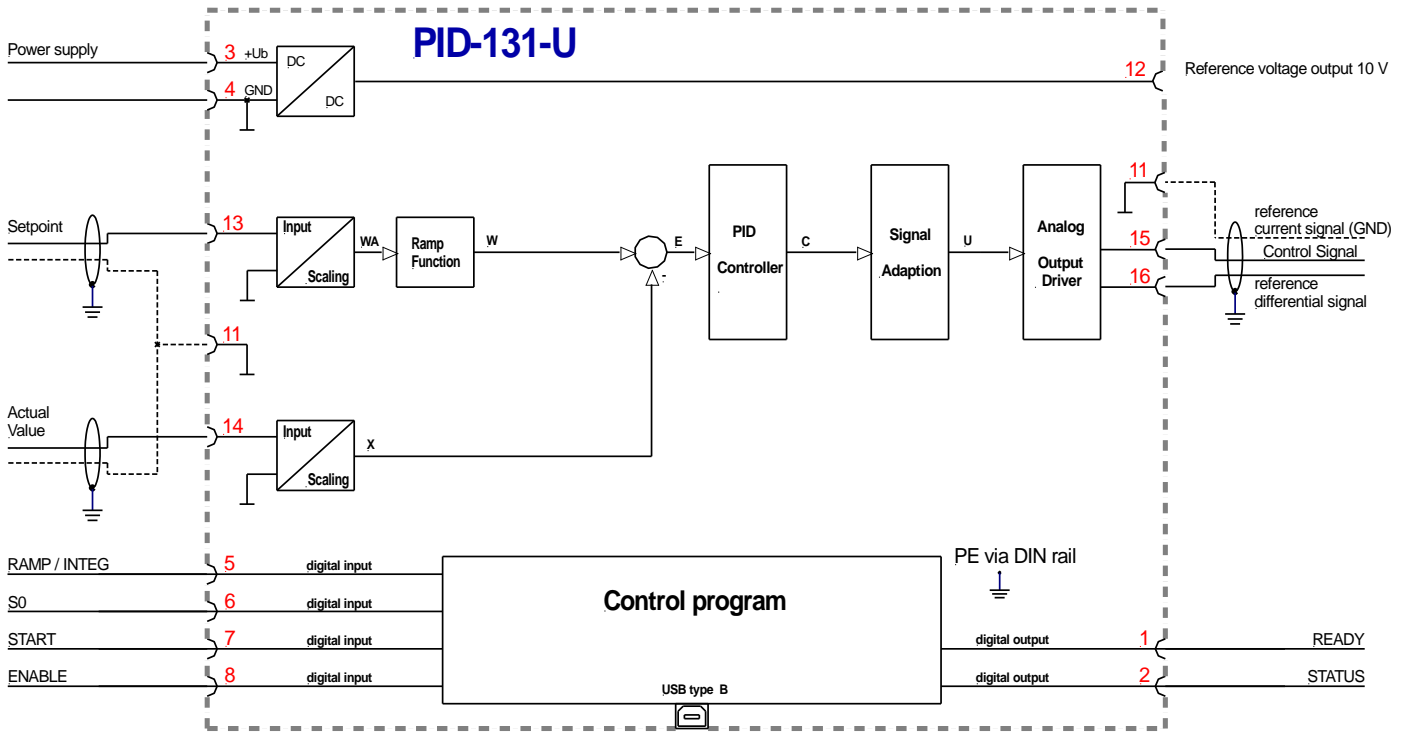 PID-131-U
Power supply
3 +Ub
4 GND
DC
DC
12 Reference voltage output 10 V
11
reference
current signal (GND)
15
Control Signal
16
reference
differential signal
Setpoint
13
Input
Scaling
WA
Ramp
Function
W
-
E
PID
Controller
C
Signal
Adaption
U
Analog
Output
Driver
11
Actual
Value
14
Input
Scaling
X
RAMP / INTEG 5 digital input
S0 6 digital input
START 7 digital input
ENABLE 8 digital input
Control program
USB type B
PE via DIN rail
digital output 1 READY
digital output 2 STATUS